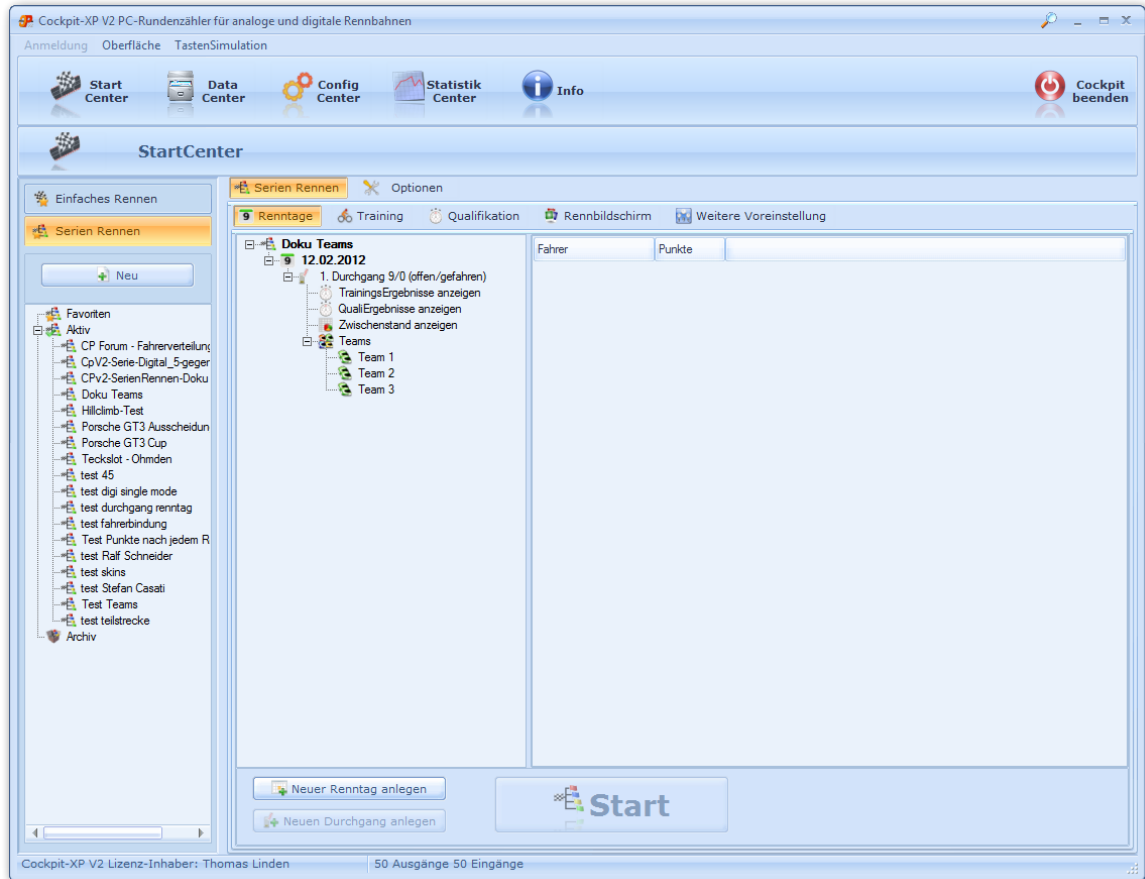 Cockpit-XP V2 PC-Rundenzähler für analoge und digitale Rennbahnen
Anmeldung Oberfläche TastenSimulation
Start Center
Data Center
Config Center
Statistik Center
Info
Cockpit beenden
StartCenter
Einfaches Rennen
Serien Rennen
Neu
Favoriten
Aktiv
CP Forum - Fahrerverteilung
CpV2-Serie-Digital_5-gegen
CPv2-SerienRennen-Doku
Doku Teams
Hillclimb-Test
Porsche GT3 Ausscheidun
Porsche GT3 Cup
Teckslot - Ohmden
test 45
test digi single mode
test durchgang renntag
test fahrerbindung
Test Punkte nach jedem R
test Ralf Schneider
test skins
test Stefan Casati
Test Teams
test teilstrecke
Archiv
Serien Rennen Optionen
9 Renntage Training Qualifikation Rennbildschirm Weitere Voreinstellung
Doku Teams
9 12.02.2012
1. Durchgang 9/0 (offen/gefahren)
TrainingsErgebnisse anzeigen
QualiErgebnisse anzeigen
Zwischenstand anzeigen
Teams
Team 1
Team 2
Team 3
Fahrer Punkte
Neuer Renntag anlegen
Neuen Durchgang anlegen
Start
Cockpit-XP V2 Lizenz-Inhaber: Thomas Linden 50 Ausgänge 50 Eingänge